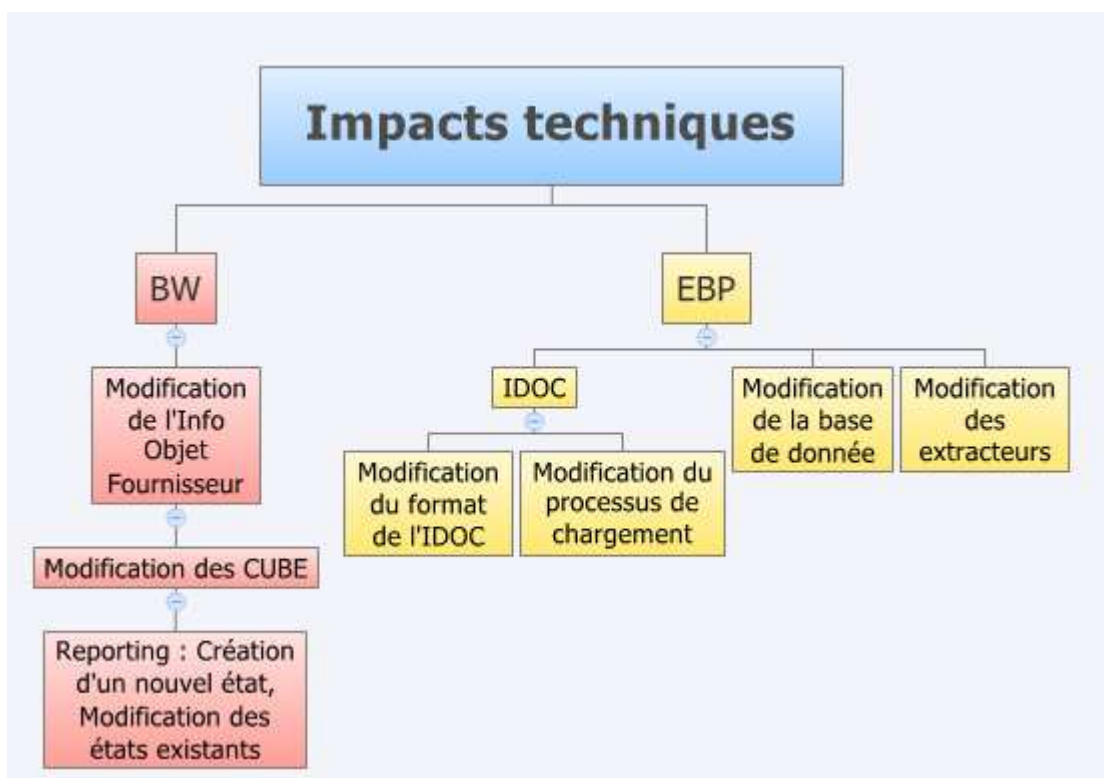 Impacts techniques
BW
EBP
Modification
de l'Info
Objet
Fournisseur
Modification des CUBE
Reporting : Création
d'un nouvel état,
Modification des
états existants
IDOC
Modification
du format
de l'IDOC
Modification du
processus de
chargement
Modification
de la base
de donnée
Modification
des
extracteurs